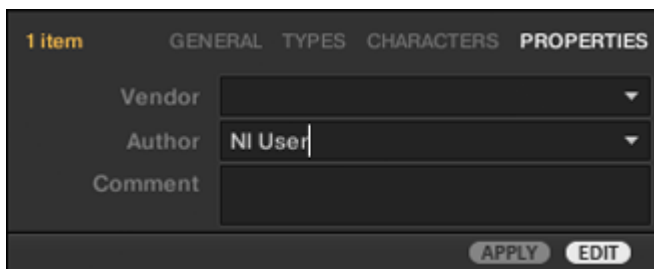 1 item GENERAL TYPES CHARACTERS PROPERTIES
Vendor
Author NI User
Comment
APPLY EDIT